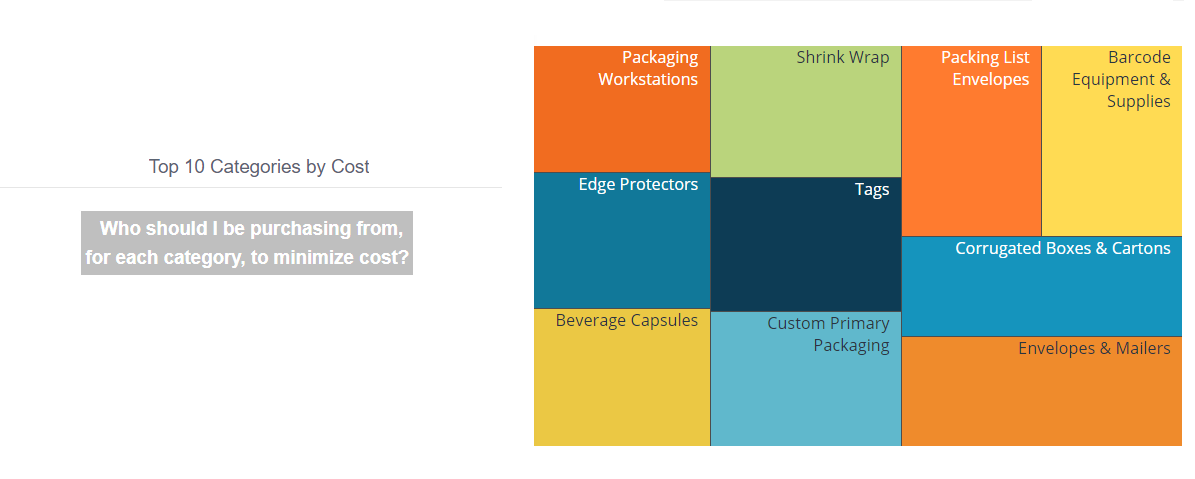 Top 10 Categories by Cost
Who should I be purchasing from,
for each category, to minimize cost?
Packaging
Workstations
Shrink Wrap
Packing List
Envelopes
Barcode
Equipment &
Supplies
Edge Protectors
Tags
Corrugated Boxes & Cartons
Beverage Capsules
Custom Primary
Packaging
Envelopes & Mailers